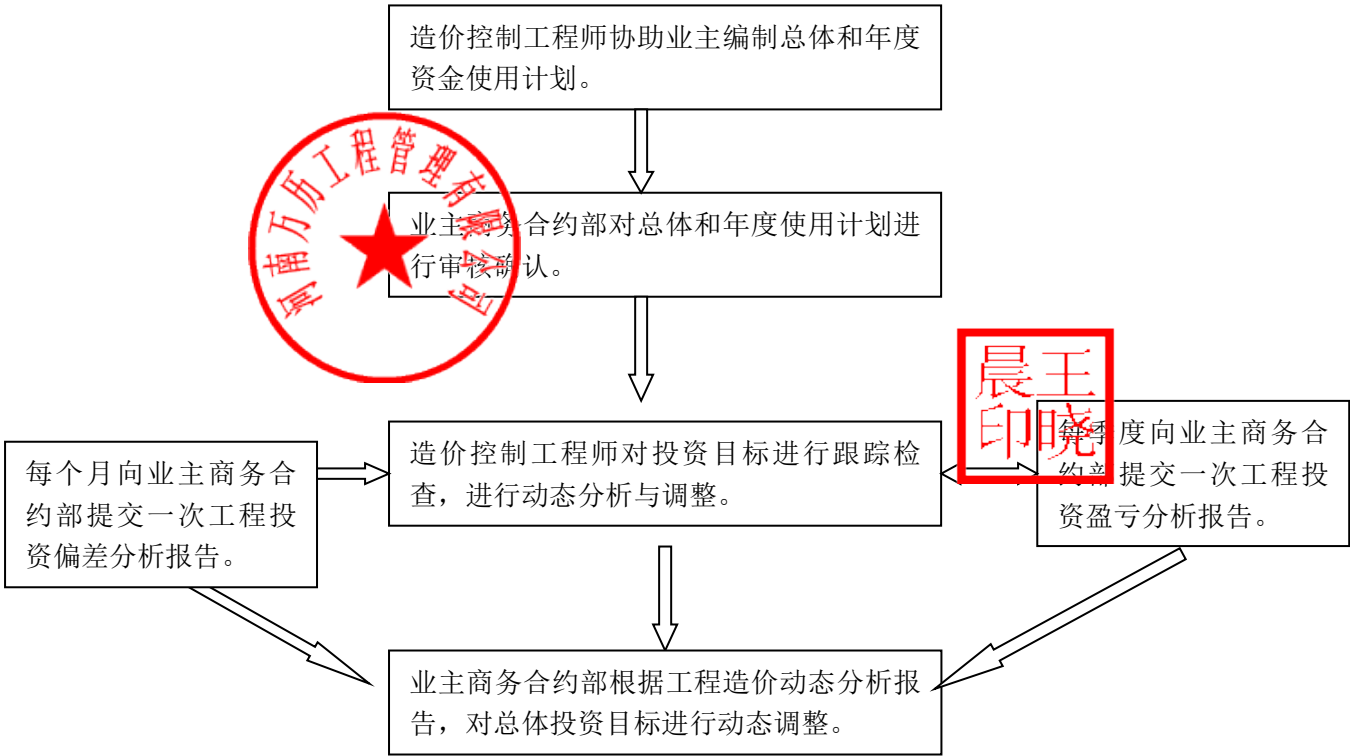 造价控制工程师协助业主编制总体和年度
资金使用计划。
河南万历工程管理有限公司
业主商务合约部对总体和年度使用计划进
行审核确认。
王晓
晨印
造价控制工程师对投资目标进行跟踪检
查，进行动态分析与调整。
每个月向业主商务合
约部提交一次工程投
资偏差分析报告。
每季度向业主商务合
约部提交一次工程投
资盈亏分析报告。
业主商务合约部根据工程造价动态分析报
告，对总体投资目标进行动态调整。